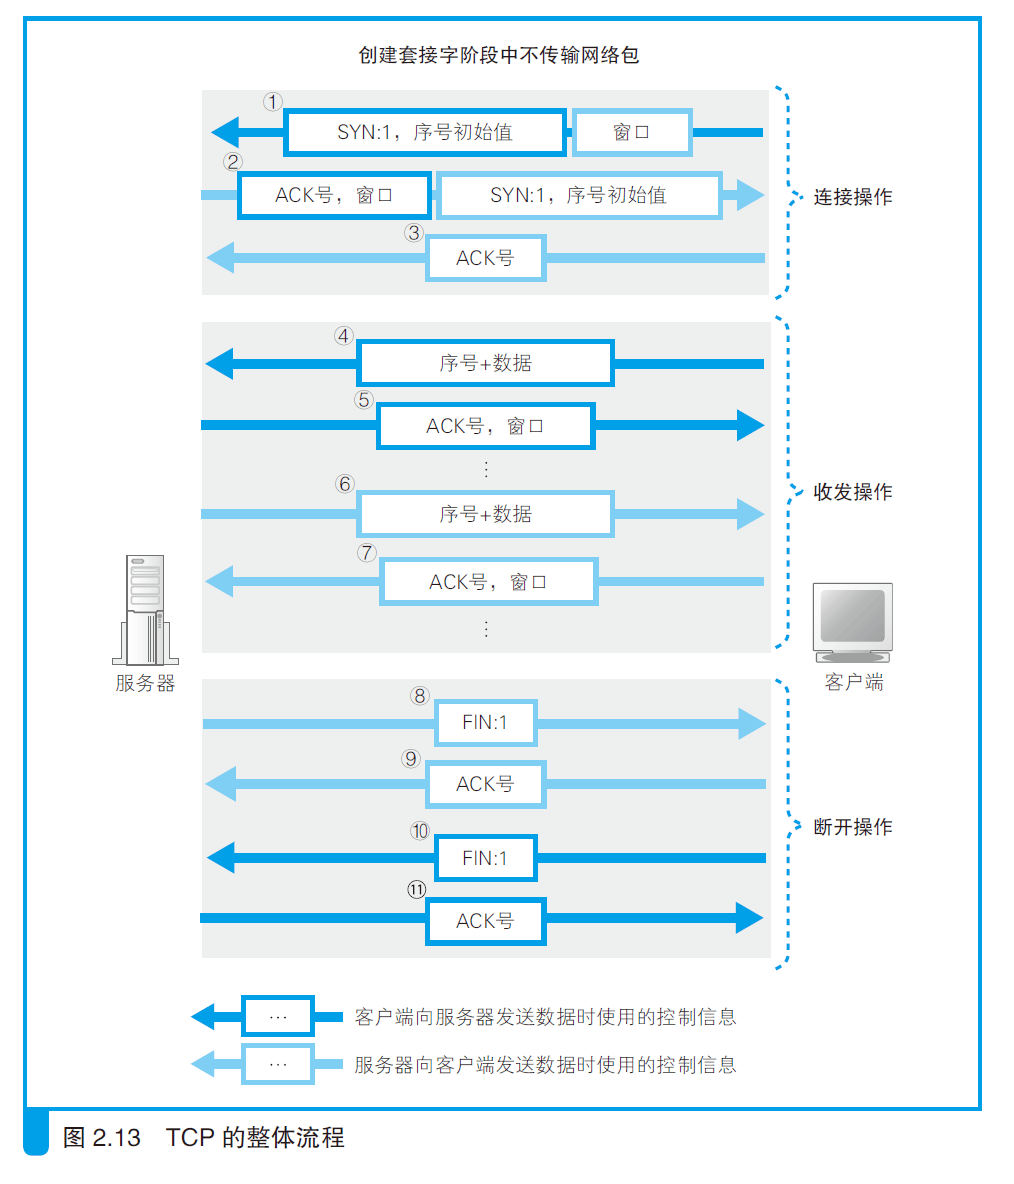 创建套接字阶段中不传输网络包
①
SYN:1，序号初始值
窗口
②
ACK号，窗口
SYN:1，序号初始值
连接操作
③
ACK号
④
序号+数据
⑤
ACK号，窗口
⋮
⑥
序号+数据
收发操作
⑦
ACK号，窗口
⋮
服务器
客户端
⑧
FIN:1
⑨
ACK号
⑩
FIN:1
断开操作
⑪
ACK号
… 客户端向服务器发送数据时使用的控制信息
… 服务器向客户端发送数据时使用的控制信息
图 2.13 TCP 的整体流程